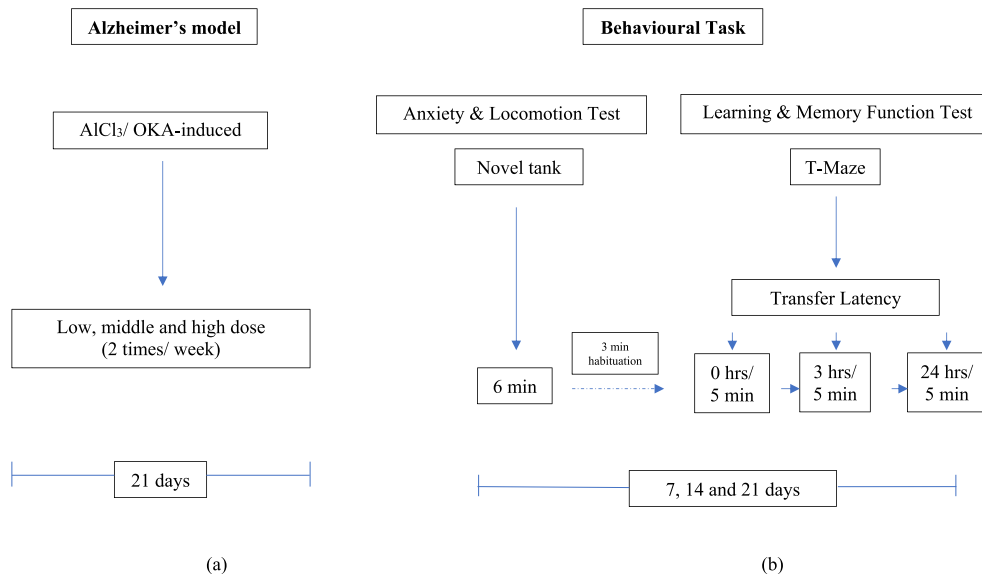 Alzheimer’s model
Behavioural Task
Anxiety & Locomotion Test
Learning & Memory Function Test
AlCl₃/ OKA-induced
Novel tank
T-Maze
Transfer Latency
Low, middle and high dose
(2 times/ week)
3 min
habituation
6 min
0 hrs/
5 min
3 hrs/
5 min
24 hrs/
5 min
21 days
7, 14 and 21 days
(a)
(b)